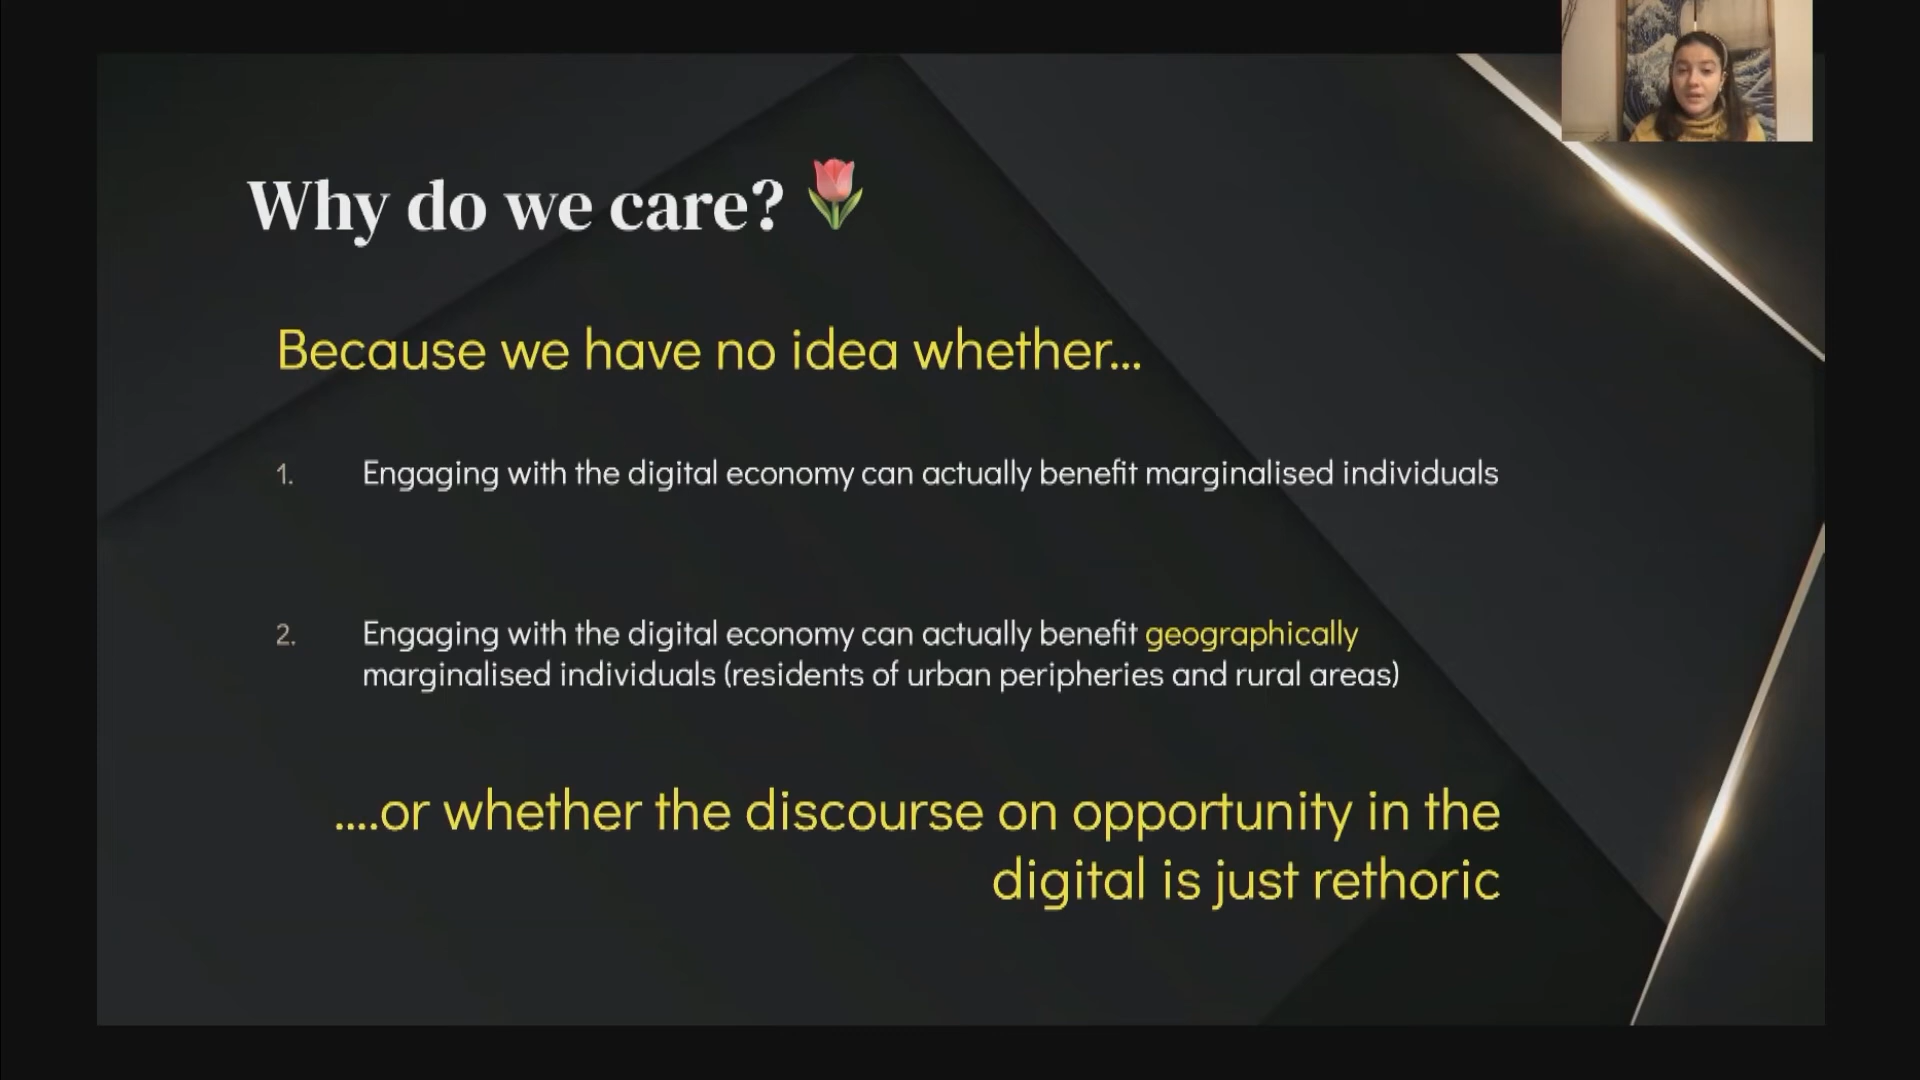 Why do we care? 🌷
Because we have no idea whether...
1. Engaging with the digital economy can actually benefit marginalised individuals
2. Engaging with the digital economy can actually benefit geographically
marginalised individuals (residents of urban peripheries and rural areas)
....or whether the discourse on opportunity in the
digital is just rethoric